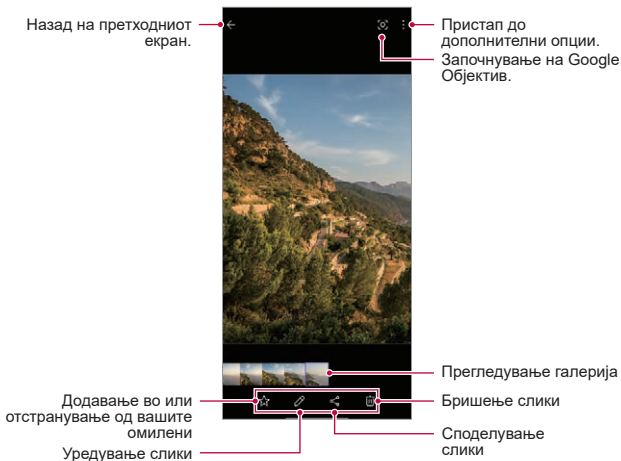 Назад на претходниот
екран.
Пристап до
дополнителни опции.
Започнување на Google
Објектив.
Прегледување галерија
Додавање во или
отстранување од вашите
омилени
Бришење слики
Уредување слики
Споделување
слики